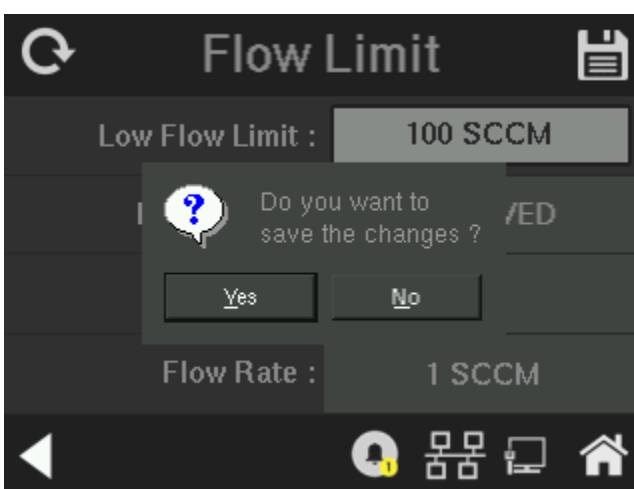 Flow Limit
Low Flow Limit : 100 SCCM
Do you want to
save the changes ?
Yes No
Flow Rate : 1 SCCM
1